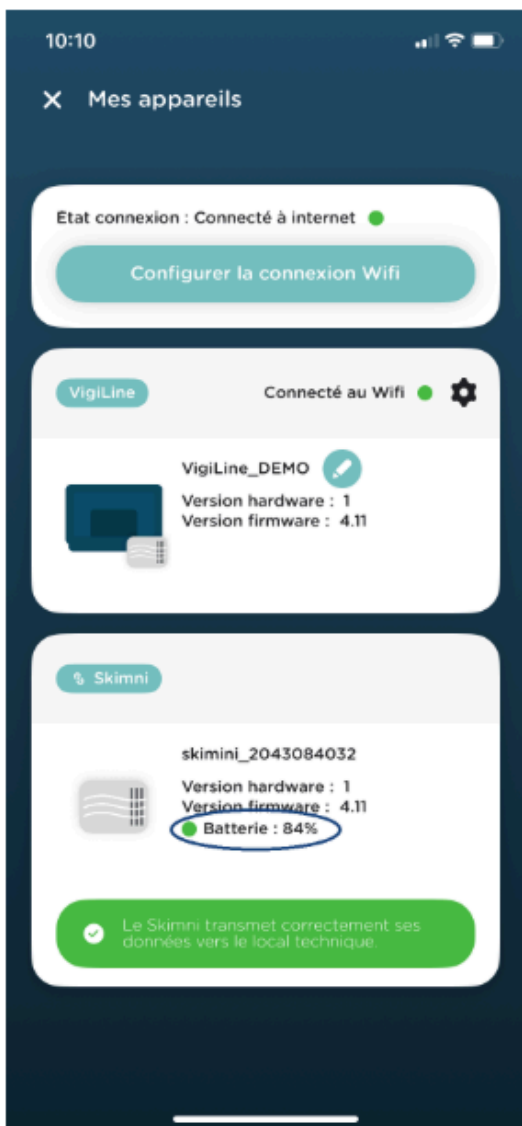 10:10
Mes appareils
État connexion : Connecté à internet
Configurer la connexion Wifi
VigiLine
Connecté au Wifi
VigiLine_DEMO
Version hardware : 1
Version firmware : 4.11
Skimni
skimini_2043084032
Version hardware : 1
Version firmware : 4.11
Batterie : 84%
Le Skimni transmet correctement ses
données vers le local technique.